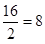 16/2 = 8